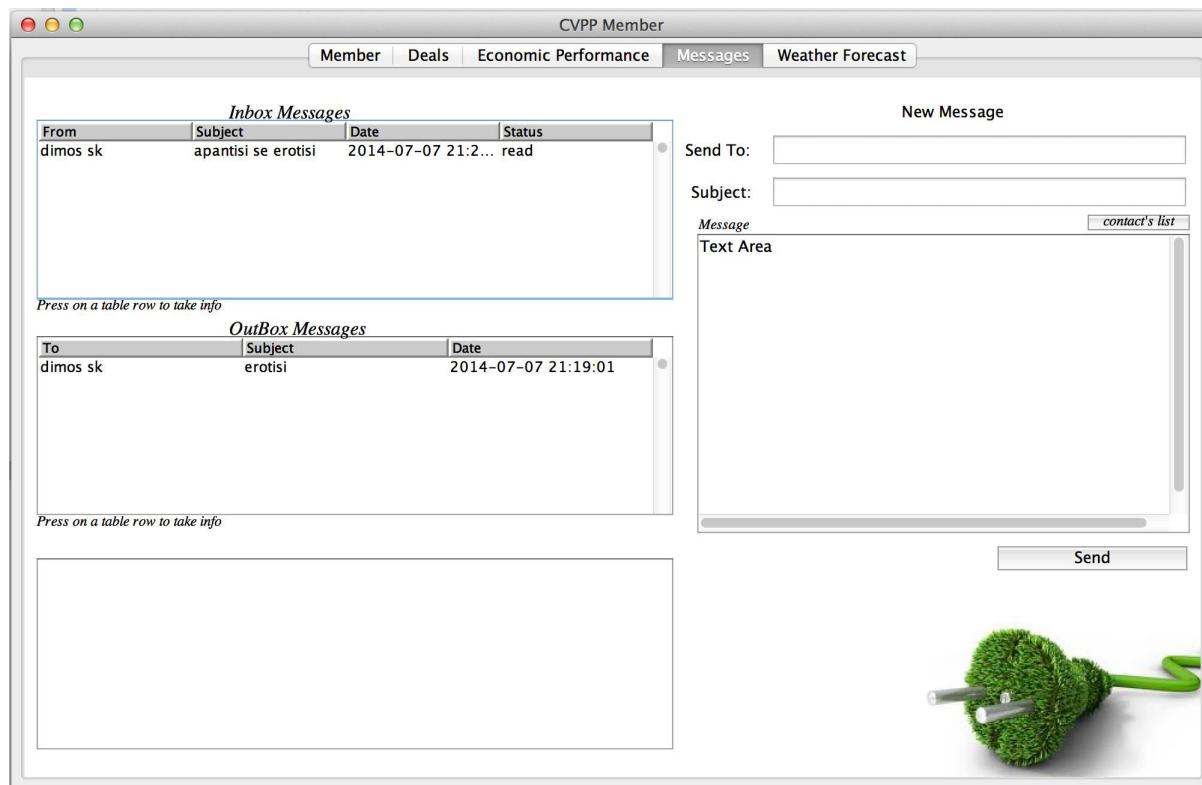 CVPP Member
Member Deals Economic Performance Messages Weather Forecast
Inbox Messages
From Subject Date Status
dimos sk apantisi se erotisi 2014-07-07 21:2... read
Press on a table row to take info
OutBox Messages
To Subject Date
dimos sk erotisi 2014-07-07 21:19:01
Press on a table row to take info
New Message
Send To:
Subject:
Message contact's list
Text Area
Send